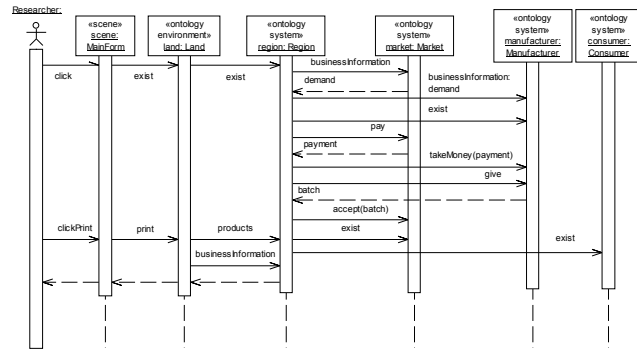 Researcher:
«scene»
scene:
MainForm
«ontology
environment»
land: Land
«ontology
system»
region: Region
«ontology
system»
market: Market
«ontology
system»
manufacturer:
Manufacturer
«ontology
system»
consumer:
Consumer
click
exist
exist
businessInformation
demand
businessInformation:
demand
exist
pay
payment
takeMoney(payment)
give
batch
accept(batch)
clickPrint
print
products
exist
exist
businessInformation